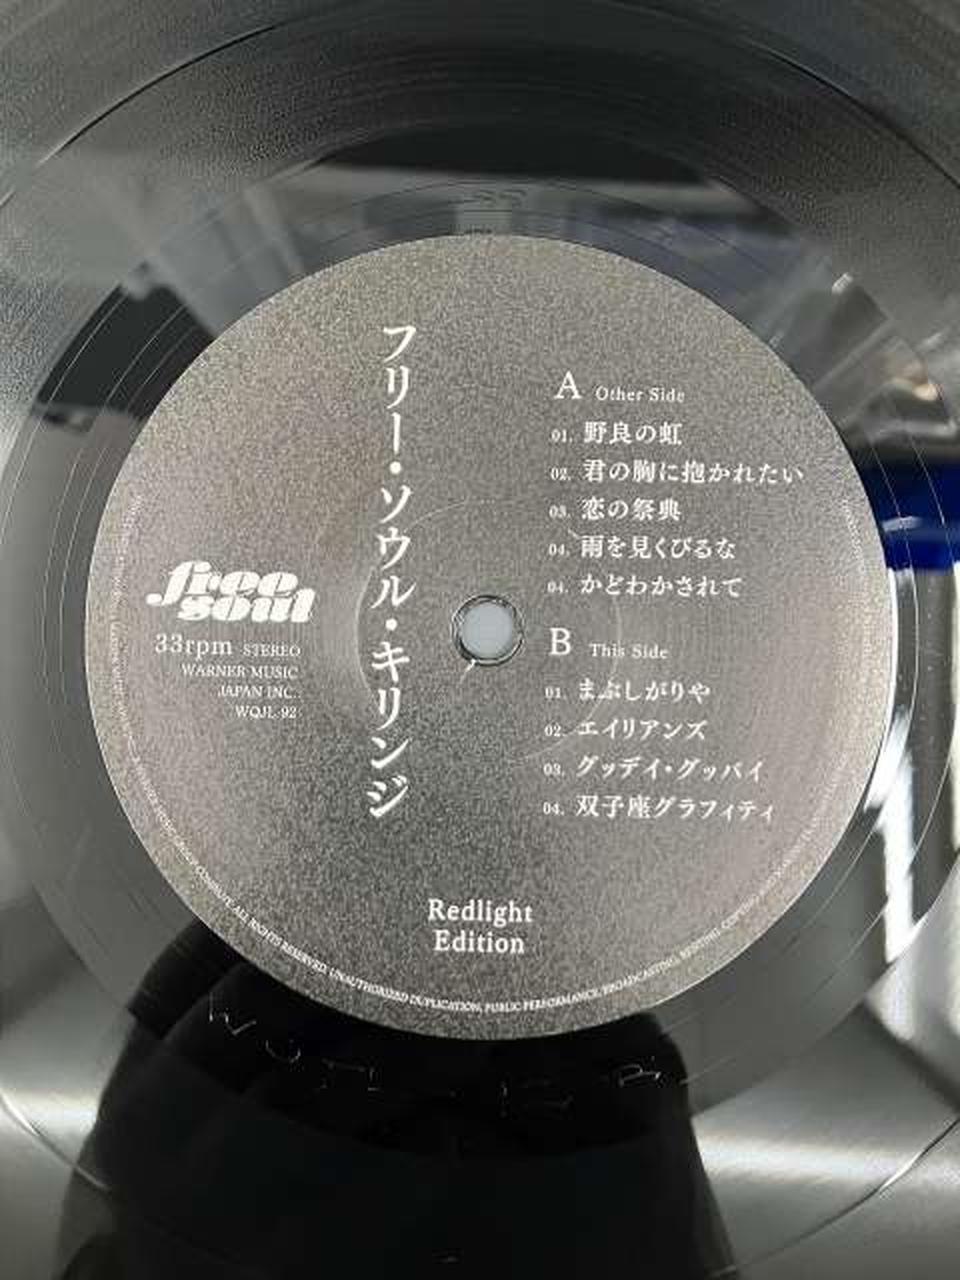 フリー・ソウル・キリンジ
free
soul
33rpm STEREO
WARNER MUSIC
JAPAN INC.
WQJL-92
A Other Side
01. 野良の虹
02. 君の胸に抱かれたい
03. 恋の祭典
04. 雨を見くびるな
04. かどわかされて
B This Side
01. まぶしがりや
02. エイリアンズ
03. グッデイ・グッバイ
04. 双子座グラフィティ
Redlight
Edition
ALL RIGHTS RESERVED. UNAUTHORIZED DUPLICATION, PUBLIC PERFORMANCE, BROADCASTING,